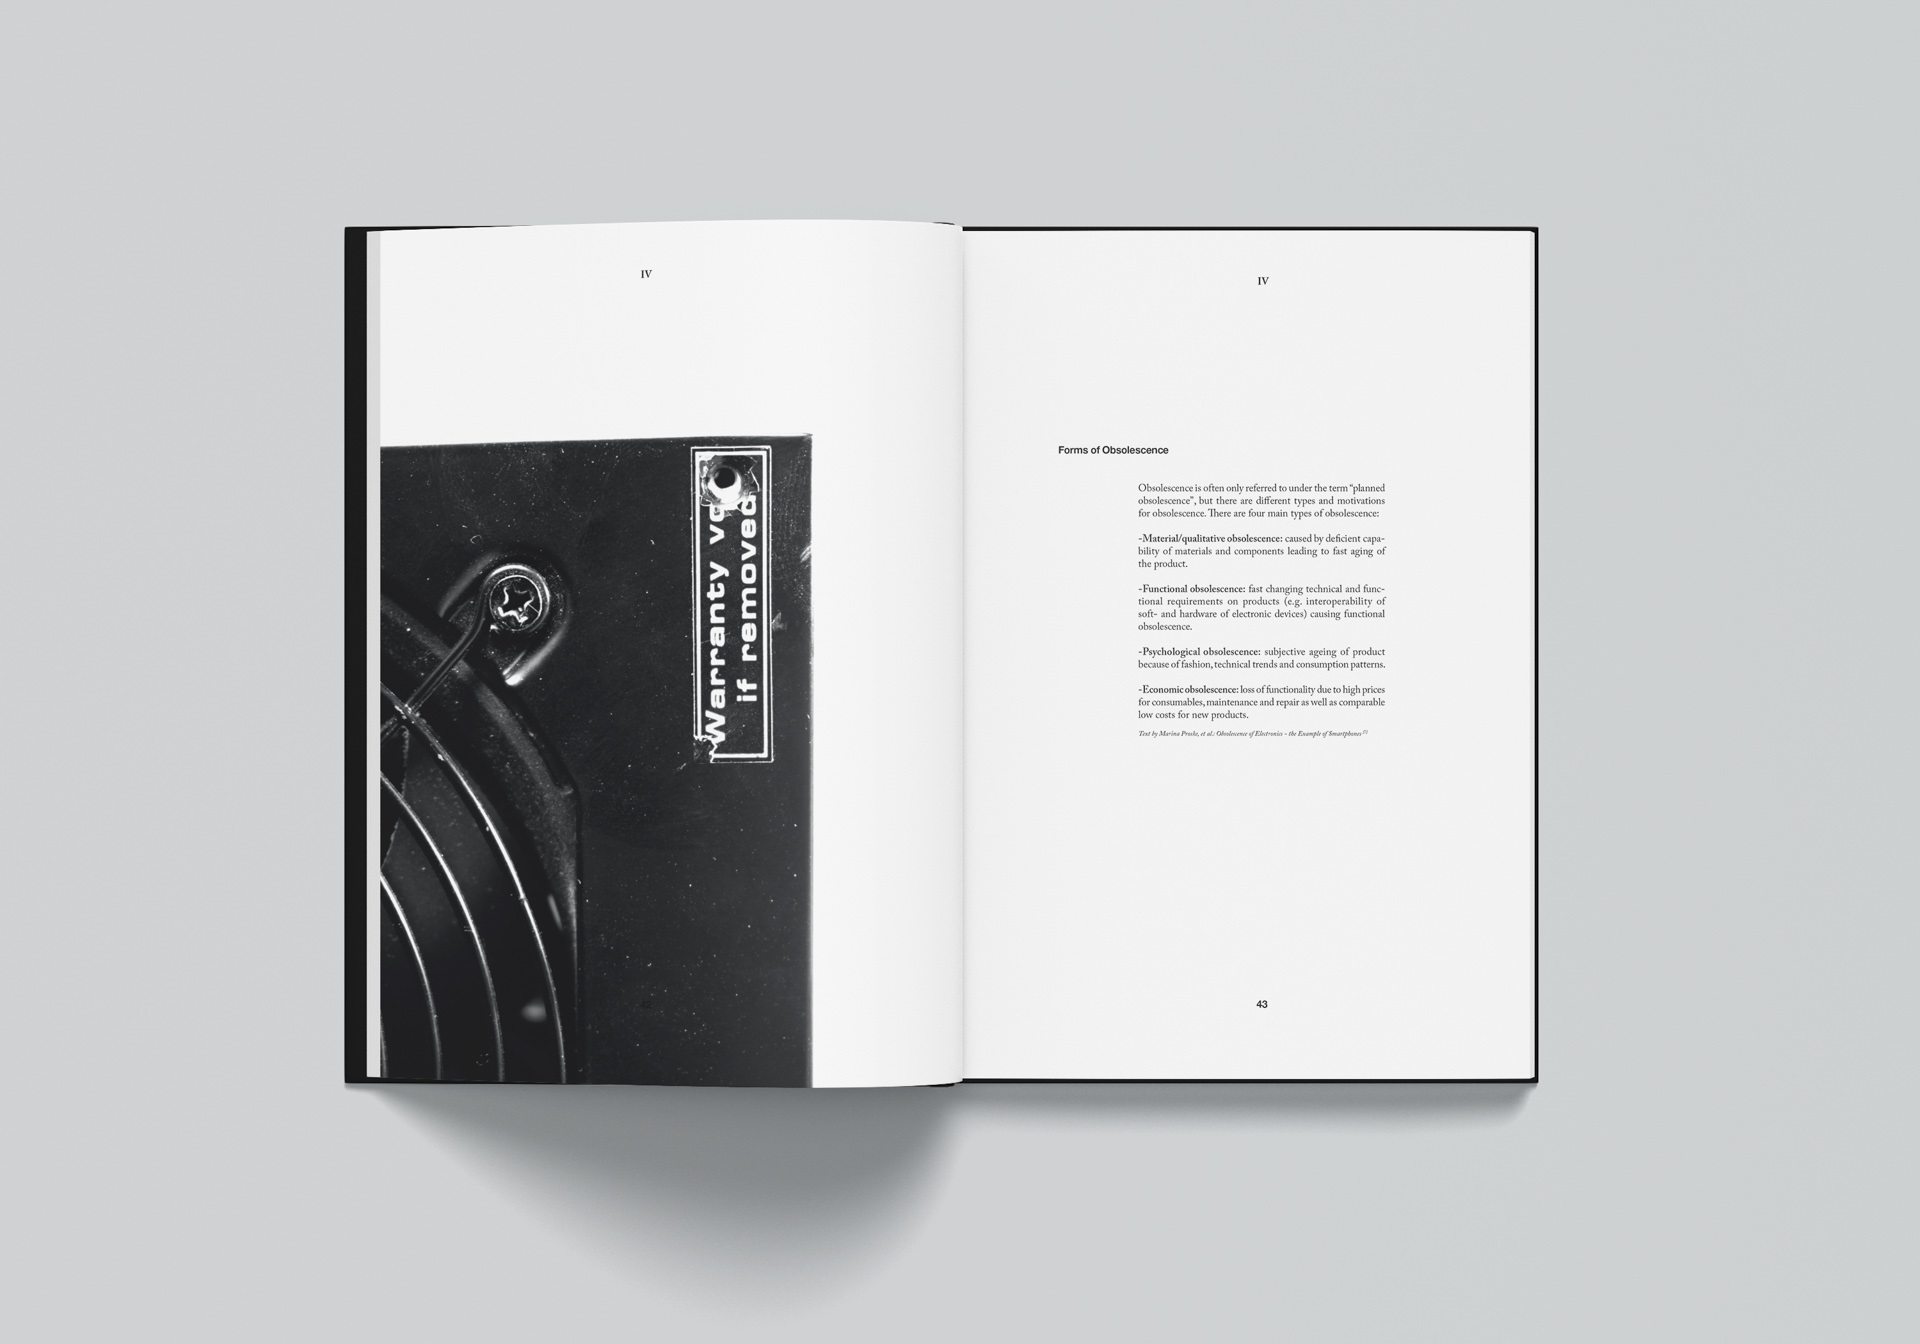 IV
Warranty vo
if removed
IV
Forms of Obsolescence
Obsolescence is often only referred to under the term “planned
obsolescence”, but there are different types and motivations
for obsolescence. There are four main types of obsolescence:
-Material/qualitative obsolescence: caused by deficient capa-
bility of materials and components leading to fast aging of
the product.
-Functional obsolescence: fast changing technical and func-
tional requirements on products (e.g. interoperability of
soft- and hardware of electronic devices) causing functional
obsolescence.
-Psychological obsolescence: subjective ageing of product
because of fashion, technical trends and consumption patterns.
-Economic obsolescence: loss of functionality due to high prices
for consumables, maintenance and repair as well as comparable
low costs for new products.
Text by Marina Proske, et al.: Obsolescence of Electronics - the Example of Smartphones
43